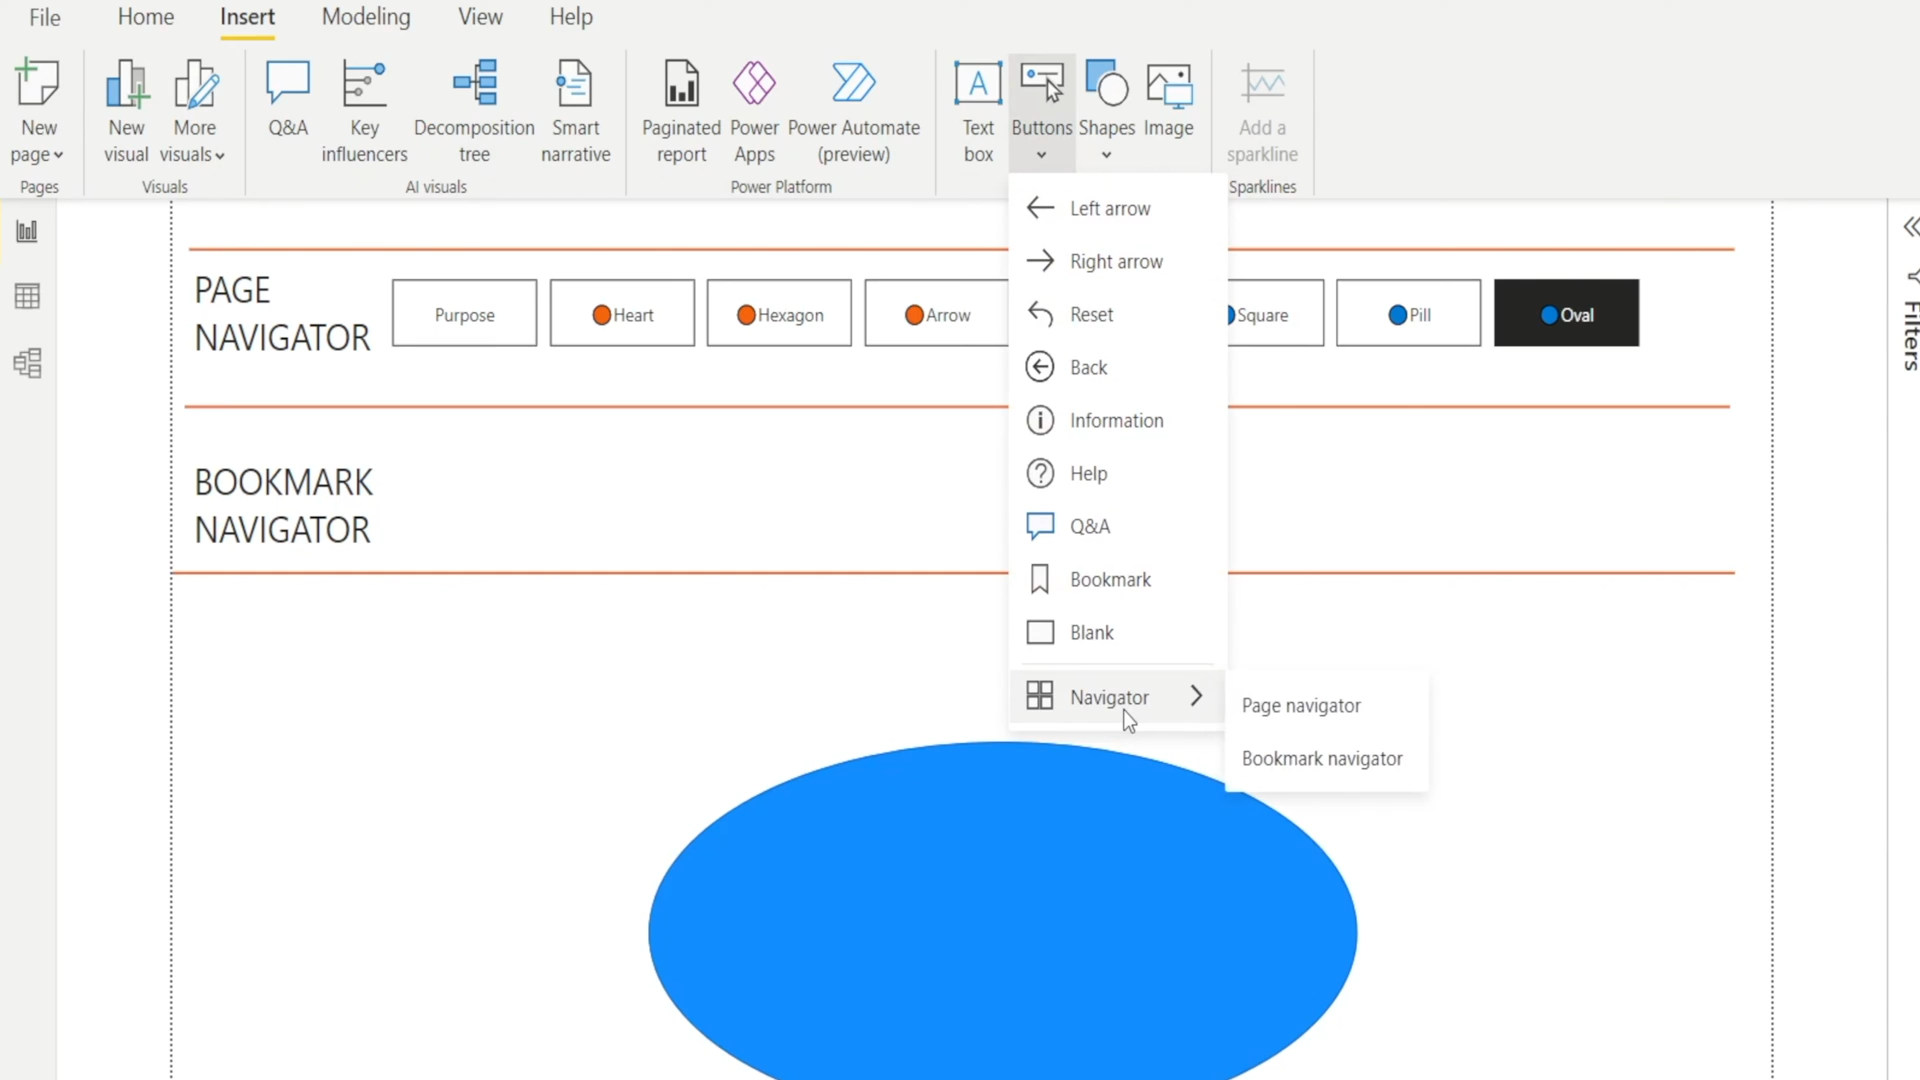 File Home Insert Modeling View Help
New page
New visual
More visuals
Q&A
Key influencers
Decomposition tree
Smart narrative
Paginated report
Power Apps
Power Automate (preview)
Text box
Buttons
Shapes
Image
Add a sparkline
Pages
Visuals
AI visuals
Power Platform
Sparklines
Left arrow
Right arrow
Reset
Back
Information
Help
Q&A
Bookmark
Blank
Navigator
Page navigator
Bookmark navigator
PAGE
NAVIGATOR
Purpose
Heart
Hexagon
Arrow
Square
Pill
Oval
BOOKMARK
NAVIGATOR
Filters